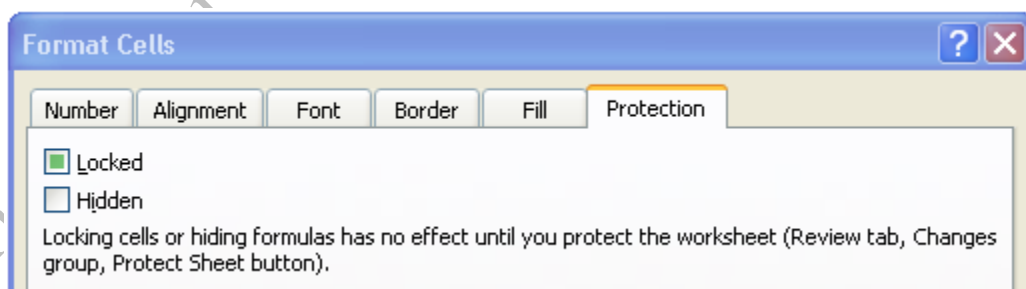 Format Cells
Number Alignment Font Border Fill Protection
Locked
Hidden
Locking cells or hiding formulas has no effect until you protect the worksheet (Review tab, Changes
group, Protect Sheet button).